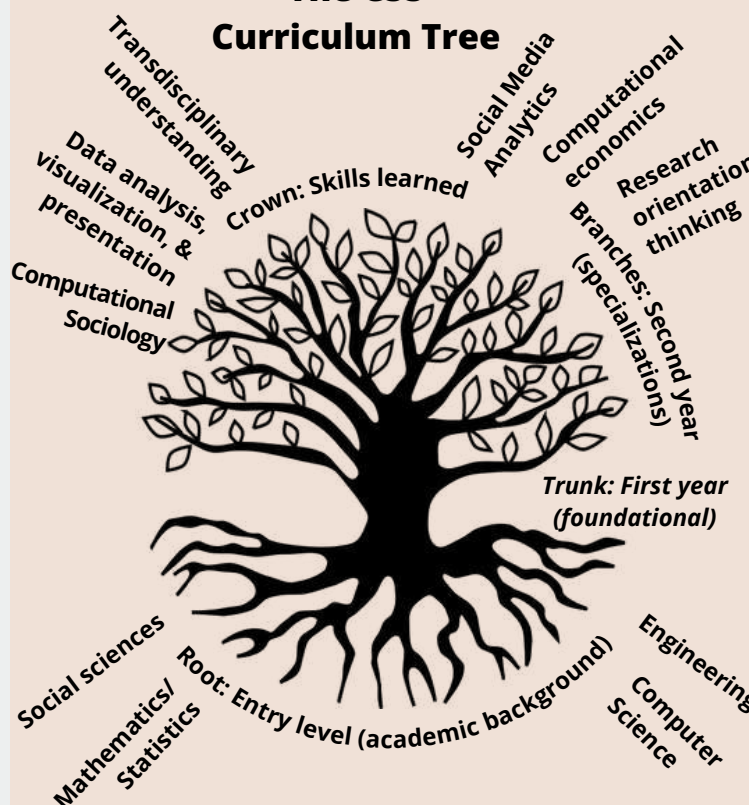 Curriculum Tree
Transdisciplinary
understanding
Social Media
Analytics
Computational
economics
Research
orientation
thinking
Data analysis,
visualization, &
presentation
Crown: Skills learned
Branches: Second year
(specializations)
Computational
Sociology
Trunk: First year
(foundational)
Social sciences
Mathematics/
Statistics
Root: Entry level (academic background)
Engineering
Computer
Science